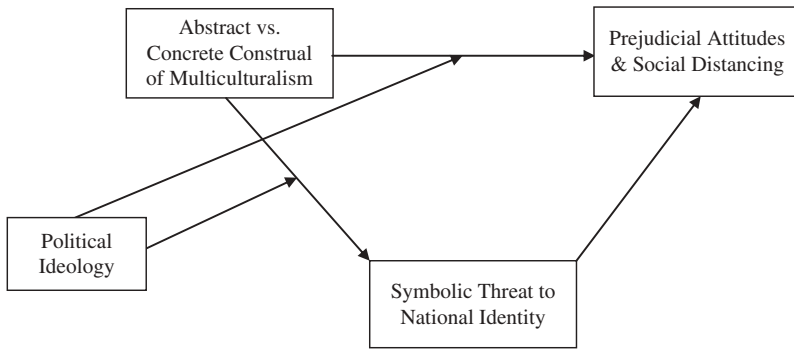 Abstract vs.
Concrete Construal
of Multiculturalism
Prejudicial Attitudes
& Social Distancing
Political
Ideology
Symbolic Threat to
National Identity